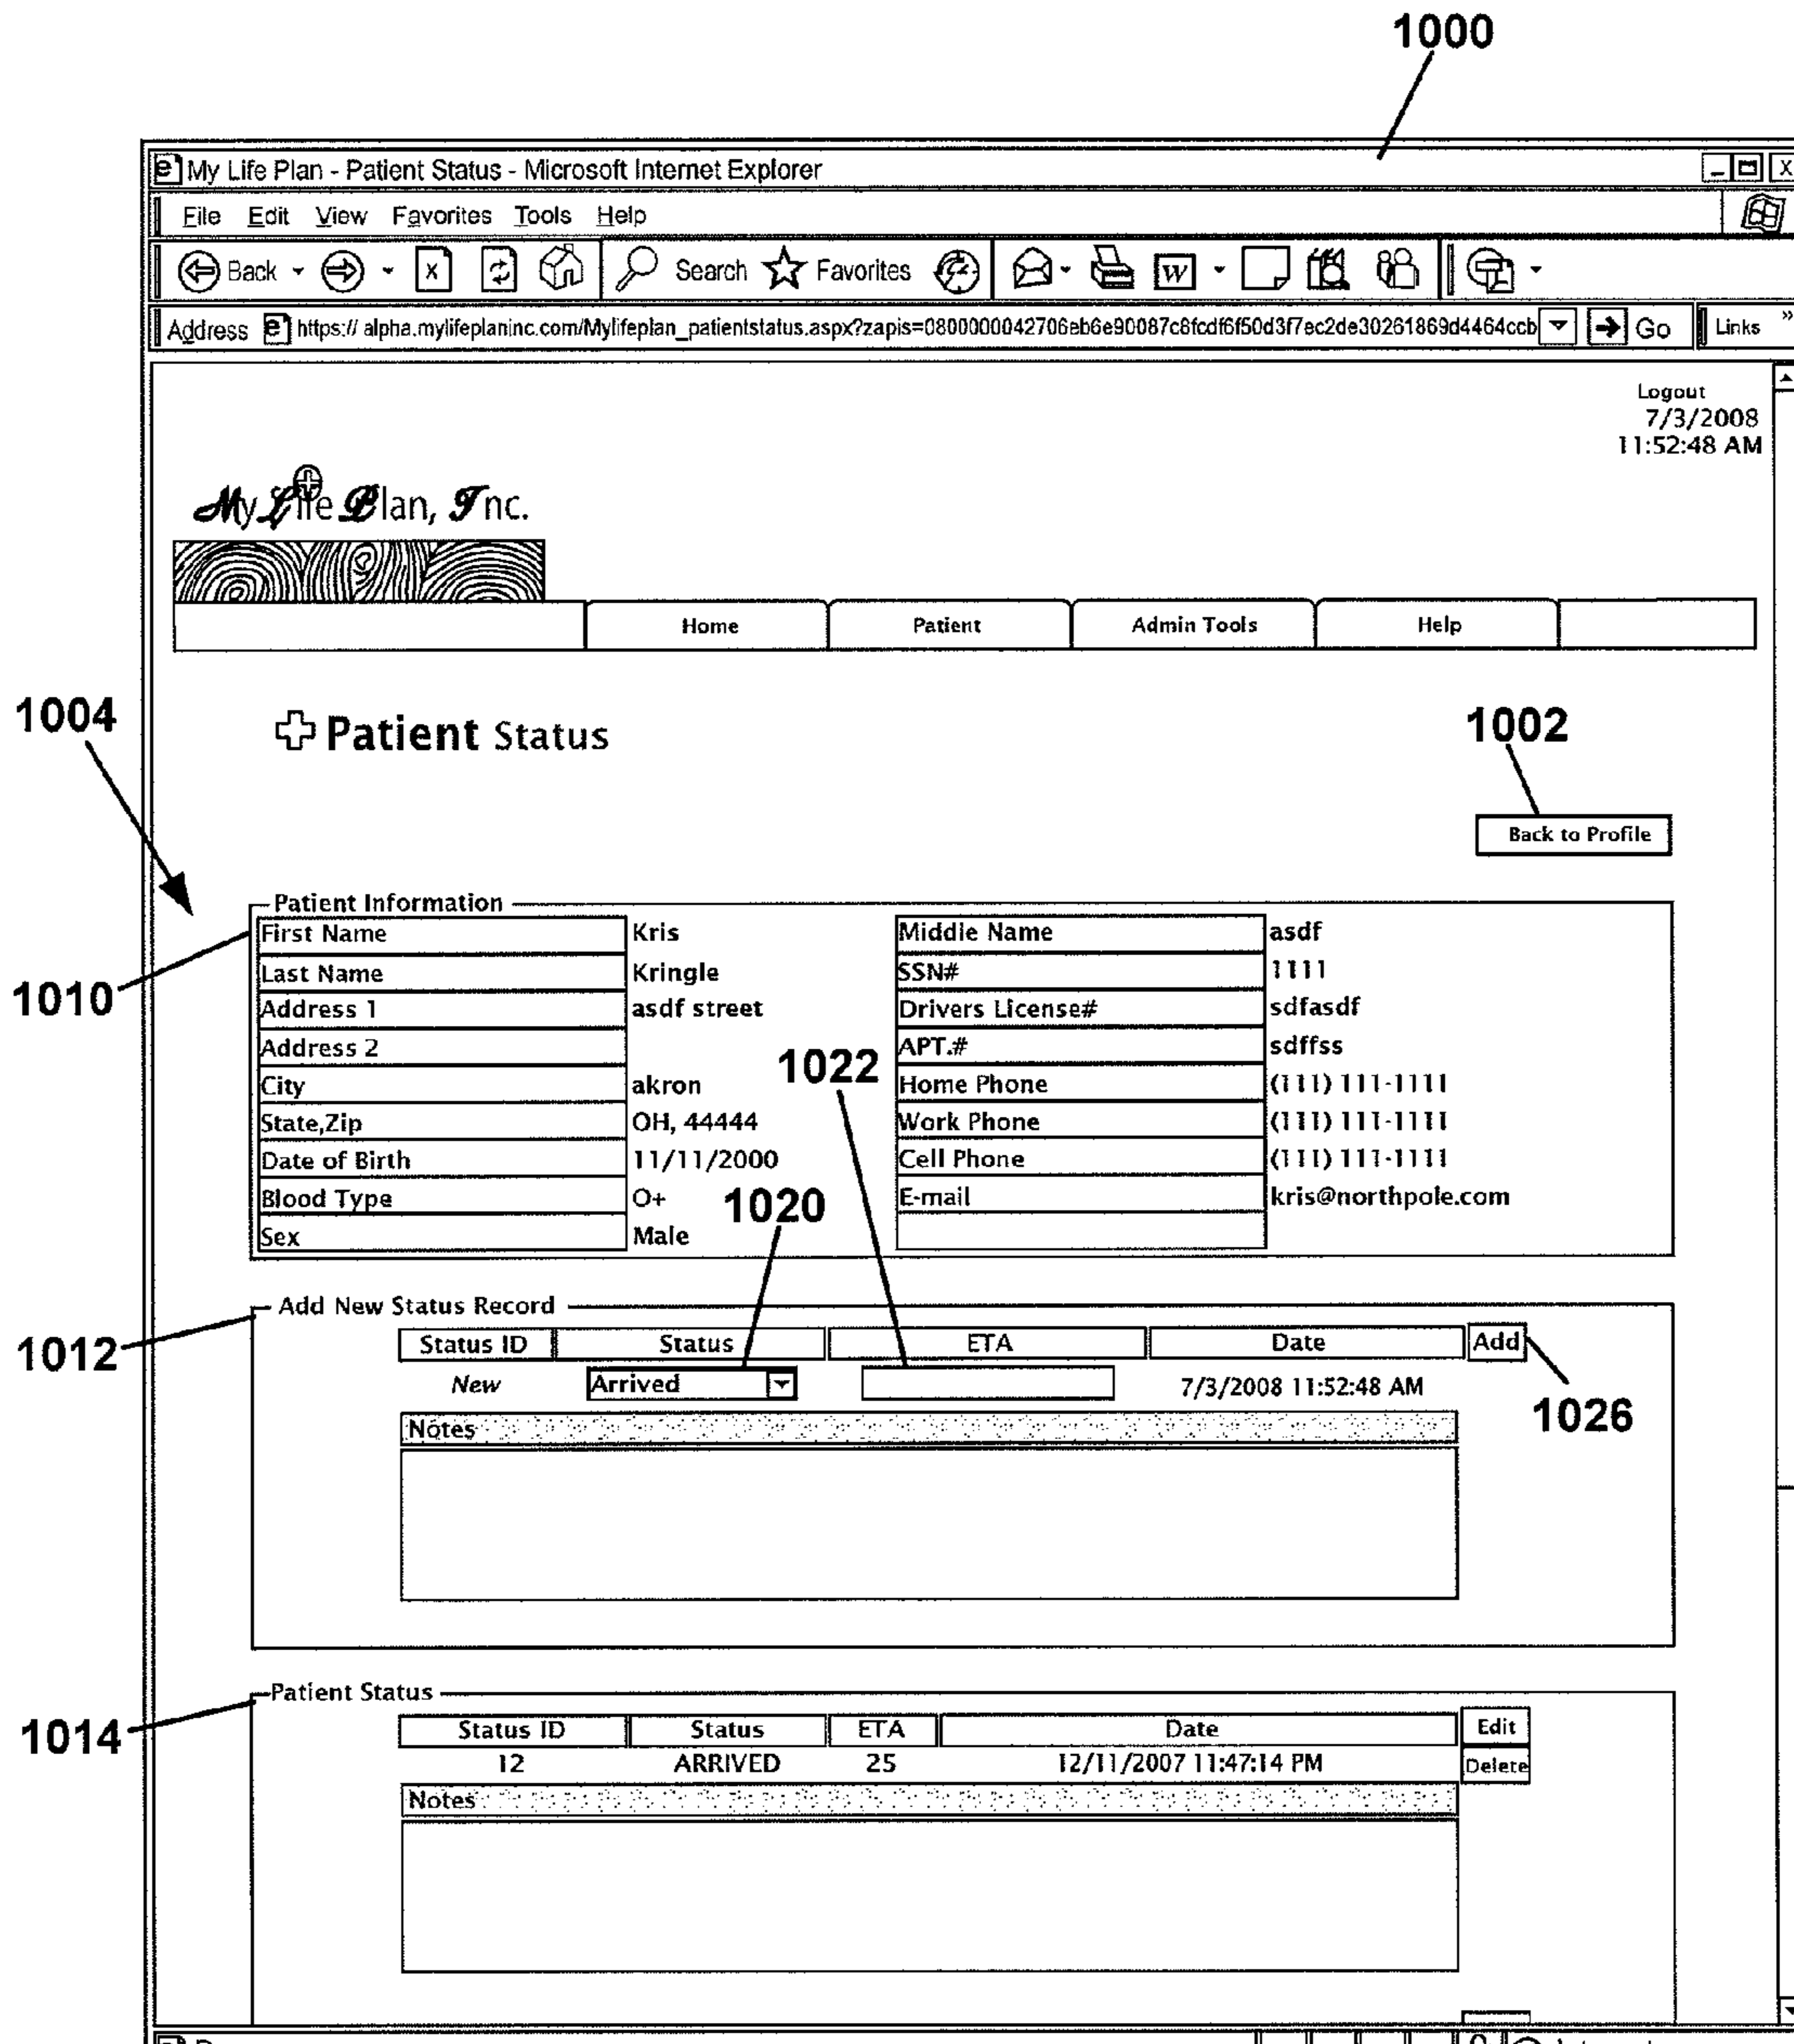 1000
My Life Plan - Patient Status - Microsoft Internet Explorer
File Edit View Favorites Tools Help
Back Search Favorites W
Address https:// alpha.mylifeplaninc.com/Mylifeplan_patientstatus.aspx?zapis=0800000042706eb6e90087c8fcdf6f50d3f7ec2de30261869d4464ccb Go Links »
Logout
7/3/2008
11:52:48 AM
My Life Plan, Inc.
Home Patient Admin Tools Help
1004
Patient Status
1002
Back to Profile
Patient Information
First Name Kris Middle Name asdf
Last Name Kringle SSN# 1111
1010
Address 1 asdf street Drivers License# sdfasdf
Address 2 APT.# sdffss
1022
City akron Home Phone (111) 111-1111
State,Zip OH, 44444 Work Phone (111) 111-1111
Date of Birth 11/11/2000 Cell Phone (111) 111-1111
Blood Type O+ E-mail kris@northpole.com
1020
Sex Male
Add New Status Record
1012
Status ID Status ETA Date Add
New Arrived 7/3/2008 11:52:48 AM
1026
Notes
Patient Status
1014
Status ID Status ETA Date Edit
12 ARRIVED 25 12/11/2007 11:47:14 PM Delete
Notes